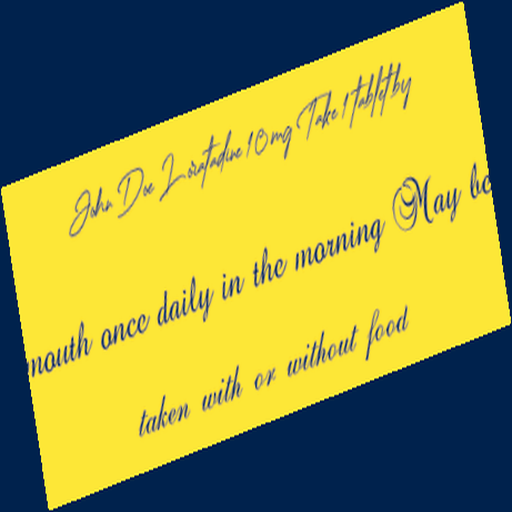 John Doe Loratadine 10mg Take 1 tablet by
mouth once daily in the morning May be
taken with or without food